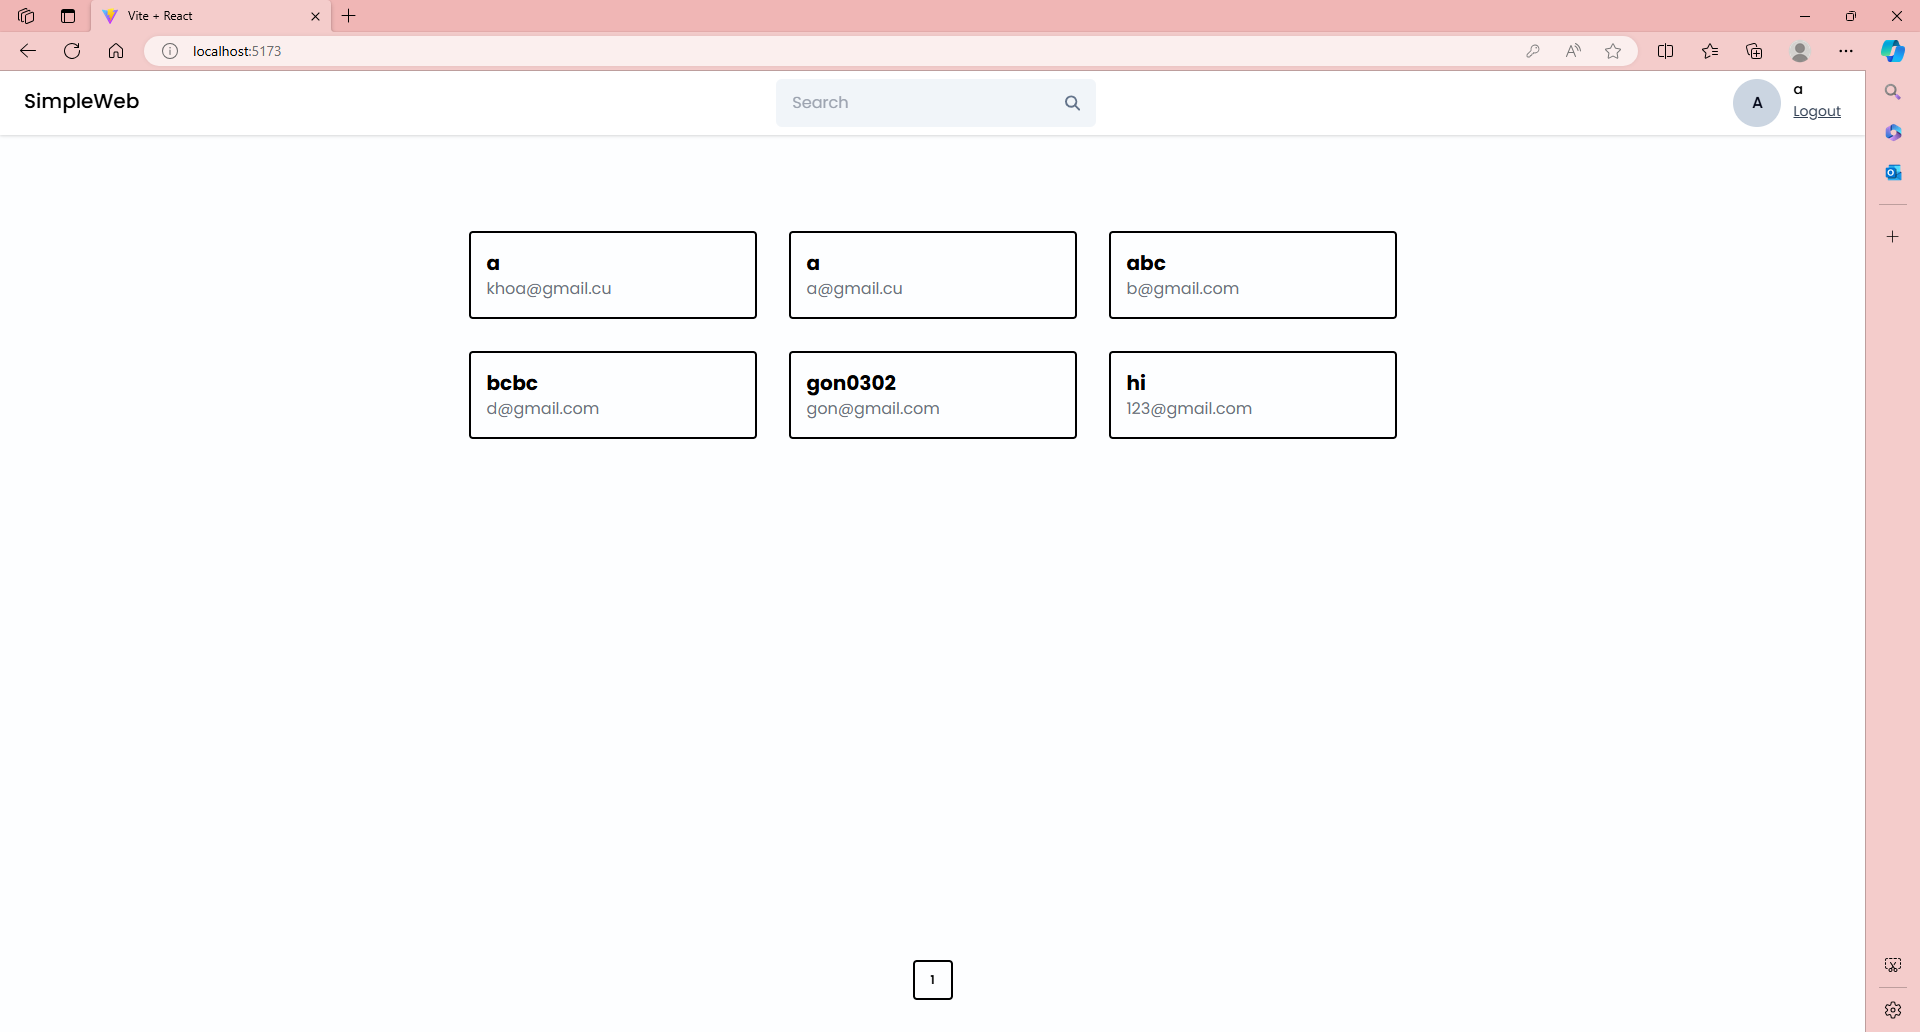 Vite + React
localhost:5173
SimpleWeb
Search
A
a
Logout
a
khoa@gmail.cu
a
a@gmail.cu
abc
b@gmail.com
bcbc
d@gmail.com
gon0302
gon@gmail.com
hi
123@gmail.com
1